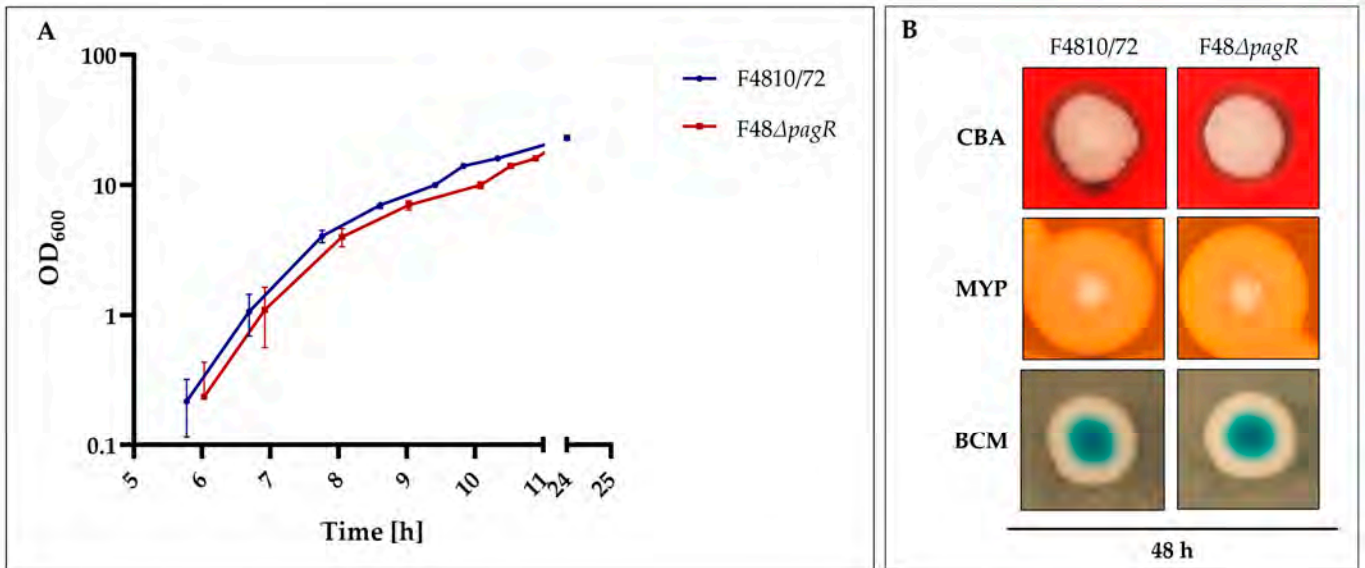 A
100
10
1
0.1
OD600
5 6 7 8 9 10 11 24 25
Time [h]
F4810/72
F48ΔpagR
B
F4810/72 F48ΔpagR
CBA
MYP
BCM
48 h